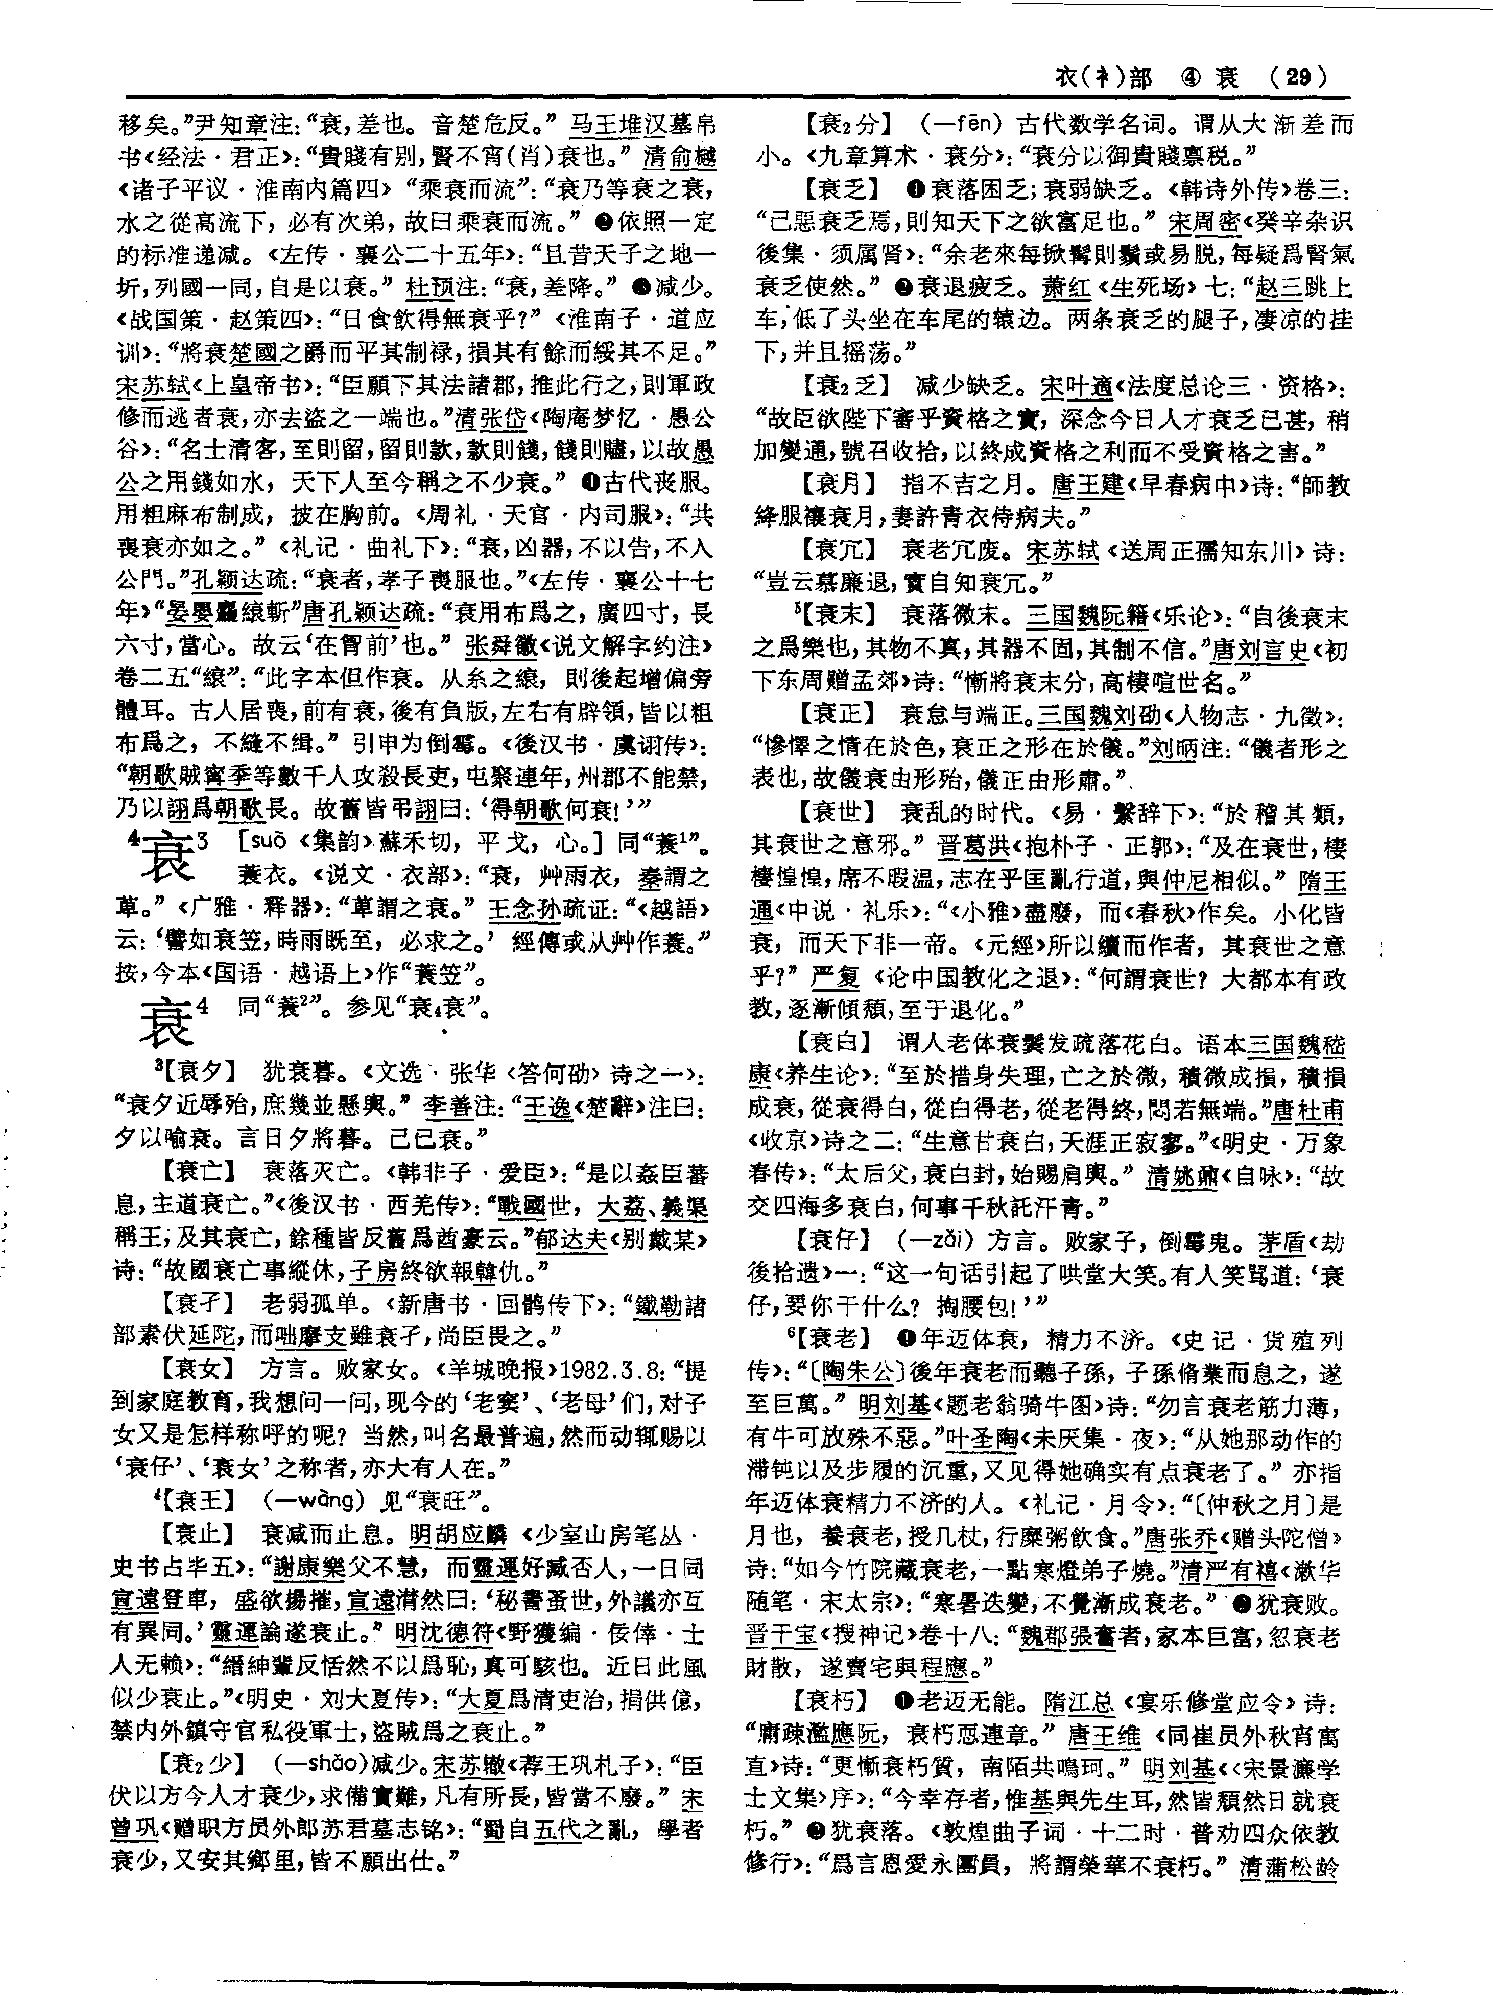 衣(衤)部 ④ 衰 (29)
移矣。”尹知章注：“衰，差也。音楚危反。” 马王堆汉墓帛
书《经法·君正》：“貴賤有别，賢不宵(肖)衰也。” 清俞樾
《诸子平议·淮南内篇四》“乘衰而流”：“衰乃等衰之衰，
水之從高流下，必有次弟，故曰乘衰而流。” ❷依照一定
的标准递减。《左传·襄公二十五年》：“且昔天子之地一
圻，列國一同，自是以衰。” 杜预注：“衰，差降。” ❸减少。
《战国策·赵策四》：“日食飲得無衰乎？” 《淮南子·道应
训》：“將衰楚國之爵而平其制禄，損其有餘而綏其不足。”
宋苏轼《上皇帝书》：“臣願下其法諸郡，推此行之，則軍政
修而逃者衰，亦去盗之一端也。”清张岱《陶庵梦忆·愚公
谷》：“名士清客，至則留，留則款，款則餞，餞則贐，以故愚
公之用錢如水，天下人至今稱之不少衰。” ❹古代丧服。
用粗麻布制成，披在胸前。《周礼·天官·内司服》：“共
喪衰亦如之。” 《礼记·曲礼下》：“衰，凶器，不以告，不入
公門。”孔颖达疏：“衰者，孝子喪服也。”《左传·襄公十七
年》“晏嬰麤縗斬”唐孔颖达疏：“衰用布爲之，廣四寸，長
六寸，當心。故云‘在胷前’也。” 张舜徽《说文解字约注》
卷二五“縗”：“此字本但作衰。从糸之縗，則後起增偏旁
體耳。古人居喪，前有衰，後有負版，左右有辟領，皆以粗
布爲之，不縫不缉。” 引申为倒霉。《後汉书·虞诩传》：
“朝歌賊甯季等數千人攻殺長吏，屯聚連年，州郡不能禁，
乃以詡爲朝歌長。故舊皆弔詡曰：‘得朝歌何衰！’”
⁴衰3 [suō 《集韵》蘇禾切，平戈，心。] 同“蓑¹”。
蓑衣。《说文·衣部》：“衰，艸雨衣，秦謂之
萆。” 《广雅·释器》：“萆謂之衰。” 王念孙疏证：“《越語》
云：‘譬如衰笠，時雨既至，必求之。’ 經傳或从艸作蓑。”
按，今本《国语·越语上》作“蓑笠”。
衰4 同“蓑²”。参见“衰₄衰”。
³【衰夕】 犹衰暮。《文选·张华〈答何劭〉诗之一》：
“衰夕近辱殆，庶幾並懸輿。” 李善注：“王逸《楚辭》注曰：
夕以喻衰。言日夕將暮。己已衰。”
【衰亡】 衰落灭亡。《韩非子·爱臣》：“是以姦臣蕃
息，主道衰亡。”《後汉书·西羌传》：“戰國世，大荔、義渠
稱王；及其衰亡，餘種皆反舊爲酋豪云。”郁达夫《别戴某》
诗：“故國衰亡事縱休，子房終欲報韓仇。”
【衰孑】 老弱孤单。《新唐书·回鹘传下》：“鐵勒諸
部素伏延陀，而咄摩支雖衰孑，尚臣畏之。”
【衰女】 方言。败家女。《羊城晚报》1982.3.8：“提
到家庭教育，我想问一问，现今的‘老窦’、‘老母’们，对子
女又是怎样称呼的呢？当然，叫名最普遍，然而动辄赐以
‘衰仔’、‘衰女’之称者，亦大有人在。”
⁴【衰王】 （—wàng）见“衰旺”。
【衰止】 衰减而止息。明胡应麟《少室山房笔丛·
史书占毕五》：“謝康樂父不慧，而靈運好臧否人，一日同
宣遠登車，盛欲揚搉，宣遠潸然曰：‘秘書蚤世，外議亦互
有異同。’靈運論遂衰止。” 明沈德符《野獲编·佞倖·士
人无赖》：“縉紳輩反恬然不以爲恥，真可駭也。近日此風
似少衰止。”《明史·刘大夏传》：“大夏爲清吏治，捐供億，
禁内外鎮守官私役軍士，盜賊爲之衰止。”
【衰₂少】 （—shǎo）减少。宋苏辙《荐王巩札子》：“臣
伏以方今人才衰少，求備實難，凡有所長，皆當不廢。” 宋
曾巩《赠职方员外郎苏君墓志铭》：“蜀自五代之亂，學者
衰少，又安其鄉里，皆不願出仕。”
【衰₂分】 （—fēn）古代数学名词。谓从大渐差而
小。《九章算术·衰分》：“衰分以御貴賤禀税。”
【衰乏】 ❶衰落困乏；衰弱缺乏。《韩诗外传》卷三：
“己惡衰乏焉，則知天下之欲富足也。” 宋周密《癸辛杂识
後集·须属肾》：“余老來每掀髯則鬚或易脱，每疑爲腎氣
衰乏使然。” ❷衰退疲乏。萧红《生死场》七：“赵三跳上
车，低了头坐在车尾的辕边。两条衰乏的腿子，凄凉的挂
下，并且摇荡。”
【衰₂乏】 减少缺乏。宋叶適《法度总论三·资格》：
“故臣欲陛下審乎資格之實，深念今日人才衰乏已甚，稍
加變通，號召收拾，以終成資格之利而不受資格之害。”
【衰月】 指不吉之月。唐王建《早春病中》诗：“師教
絳服禳衰月，妻許青衣侍病夫。”
【衰冗】 衰老冗废。宋苏轼《送周正孺知东川》诗：
“豈云慕廉退，實自知衰冗。”
⁵【衰末】 衰落微末。三国魏阮籍《乐论》：“自後衰末
之爲樂也，其物不真，其器不固，其制不信。”唐刘言史《初
下东周赠孟郊》诗：“慚將衰末分，高棲喧世名。”
【衰正】 衰怠与端正。三国魏刘劭《人物志·九徵》：
“慘懌之情在於色，衰正之形在於儀。”刘昞注：“儀者形之
表也，故儀衰由形殆，儀正由形肅。”
【衰世】 衰乱的时代。《易·繫辞下》：“於稽其類，
其衰世之意邪。” 晋葛洪《抱朴子·正郭》：“及在衰世，棲
棲惶惶，席不暇温，志在乎匡亂行道，與仲尼相似。” 隋王
通《中说·礼乐》：“《小雅》盡廢，而《春秋》作矣。小化皆
衰，而天下非一帝。《元經》所以續而作者，其衰世之意
乎？” 严复《论中国教化之退》：“何謂衰世？大都本有政
教，逐漸傾頽，至于退化。”
【衰白】 谓人老体衰鬓发疏落花白。语本三国魏嵇
康《养生论》：“至於措身失理，亡之於微，積微成損，積損
成衰，從衰得白，從白得老，從老得終，悶若無端。”唐杜甫
《收京》诗之二：“生意甘衰白，天涯正寂寥。”《明史·万象
春传》：“太后父，衰白封，始赐肩輿。” 清姚鼐《自咏》：“故
交四海多衰白，何事千秋託汗青。”
【衰仔】 （—zǎi）方言。败家子，倒霉鬼。茅盾《劫
後拾遗》一：“这一句话引起了哄堂大笑。有人笑骂道：‘衰
仔，要你干什么？掏腰包！’”
⁶【衰老】 ❶年迈体衰，精力不济。《史记·货殖列
传》：“〔陶朱公〕後年衰老而聽子孫，子孫脩業而息之，遂
至巨萬。” 明刘基《题老翁骑牛图》诗：“勿言衰老筋力薄，
有牛可放殊不惡。”叶圣陶《未厌集·夜》：“从她那动作的
滞钝以及步履的沉重，又见得她确实有点衰老了。” 亦指
年迈体衰精力不济的人。《礼记·月令》：“〔仲秋之月〕是
月也，養衰老，授几杖，行糜粥飲食。”唐张乔《赠头陀僧》
诗：“如今竹院藏衰老，一點寒燈弟子燒。”清严有禧《漱华
随笔·宋太宗》：“寒暑迭變，不覺漸成衰老。” ❷犹衰败。
晋干宝《搜神记》卷十八：“魏郡張奮者，家本巨富，忽衰老
財散，遂賣宅與程應。”
【衰朽】 ❶老迈无能。隋江总《宴乐修堂应令》诗：
“庸疎濫應阮，衰朽恧連章。” 唐王维《同崔员外秋宵寓
直》诗：“更慚衰朽質，南陌共鳴珂。” 明刘基《〈宋景濂学
士文集〉序》：“今幸存者，惟基與先生耳，然皆頽然日就衰
朽。” ❷犹衰落。《敦煌曲子词·十二时·普劝四众依教
修行》：“爲言恩愛永團員，將謂榮華不衰朽。” 清蒲松龄